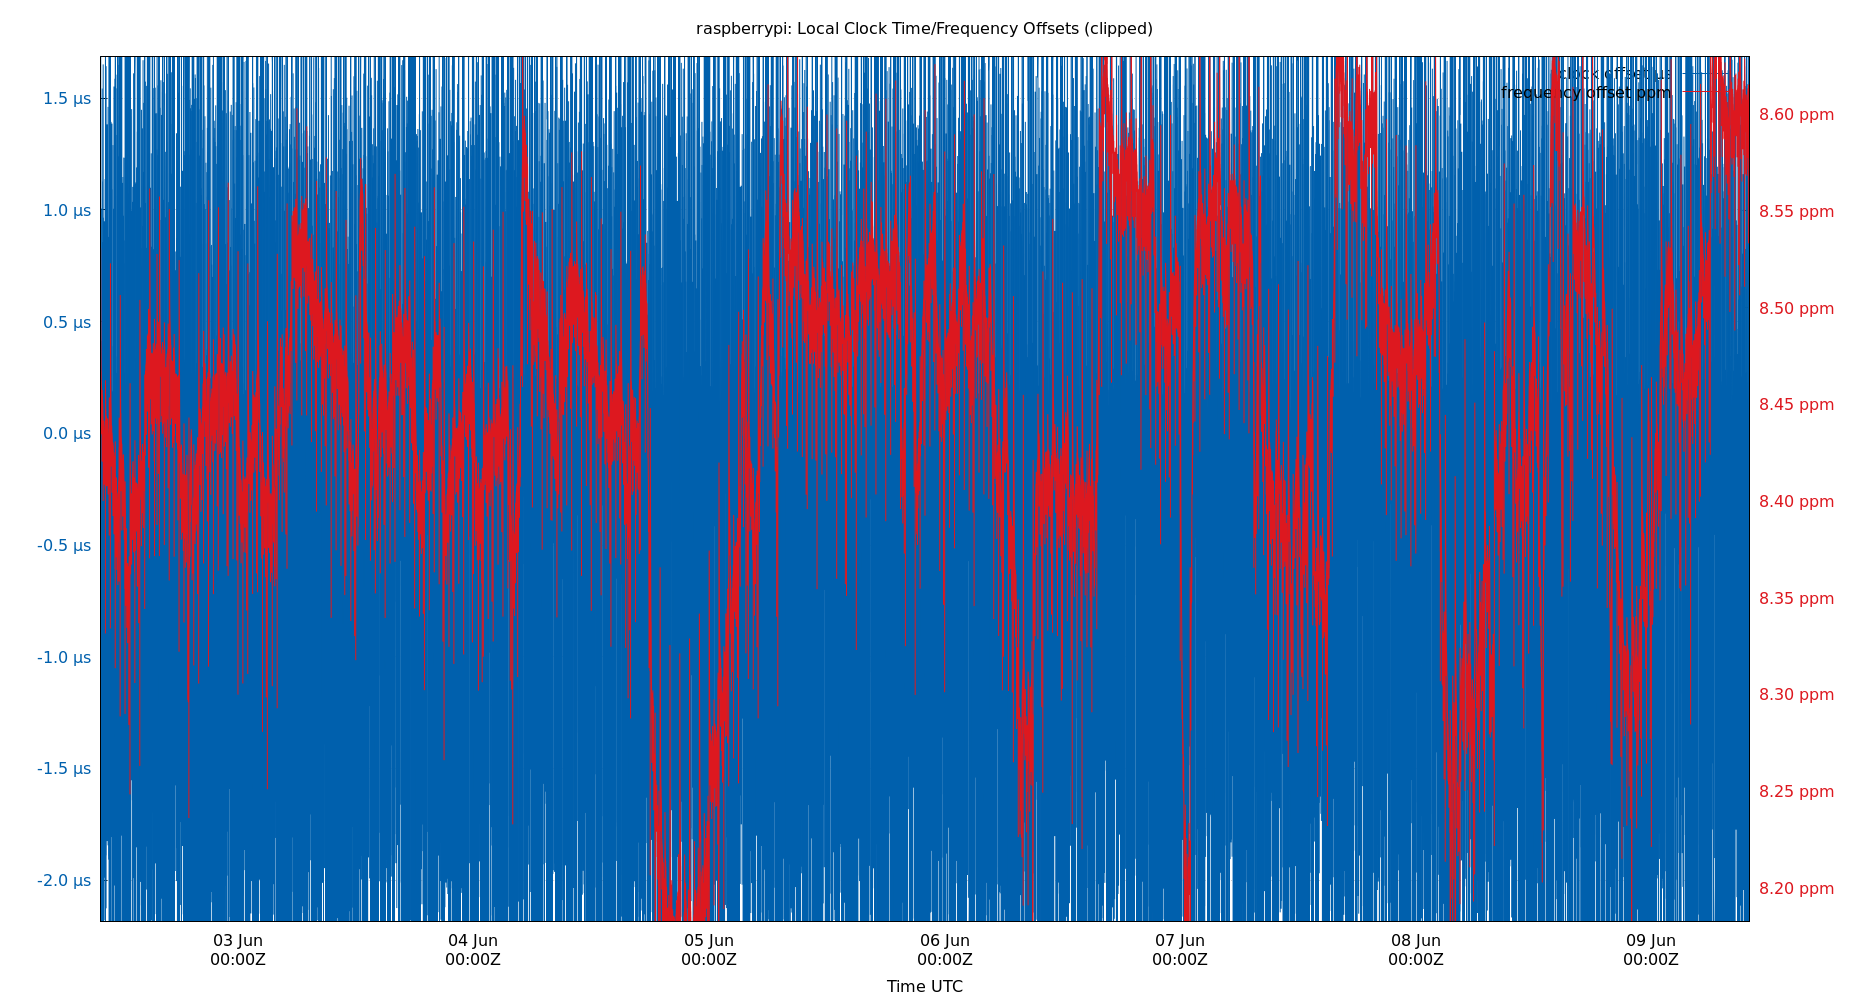 raspberrypi: Local Clock Time/Frequency Offsets (clipped)
clock offset µs
frequency offset ppm
1.5 µs
1.0 µs
0.5 µs
0.0 µs
-0.5 µs
-1.0 µs
-1.5 µs
-2.0 µs
8.60 ppm
8.55 ppm
8.50 ppm
8.45 ppm
8.40 ppm
8.35 ppm
8.30 ppm
8.25 ppm
8.20 ppm
03 Jun 04 Jun 05 Jun 06 Jun 07 Jun 08 Jun 09 Jun
00:00Z 00:00Z 00:00Z 00:00Z 00:00Z 00:00Z 00:00Z
Time UTC